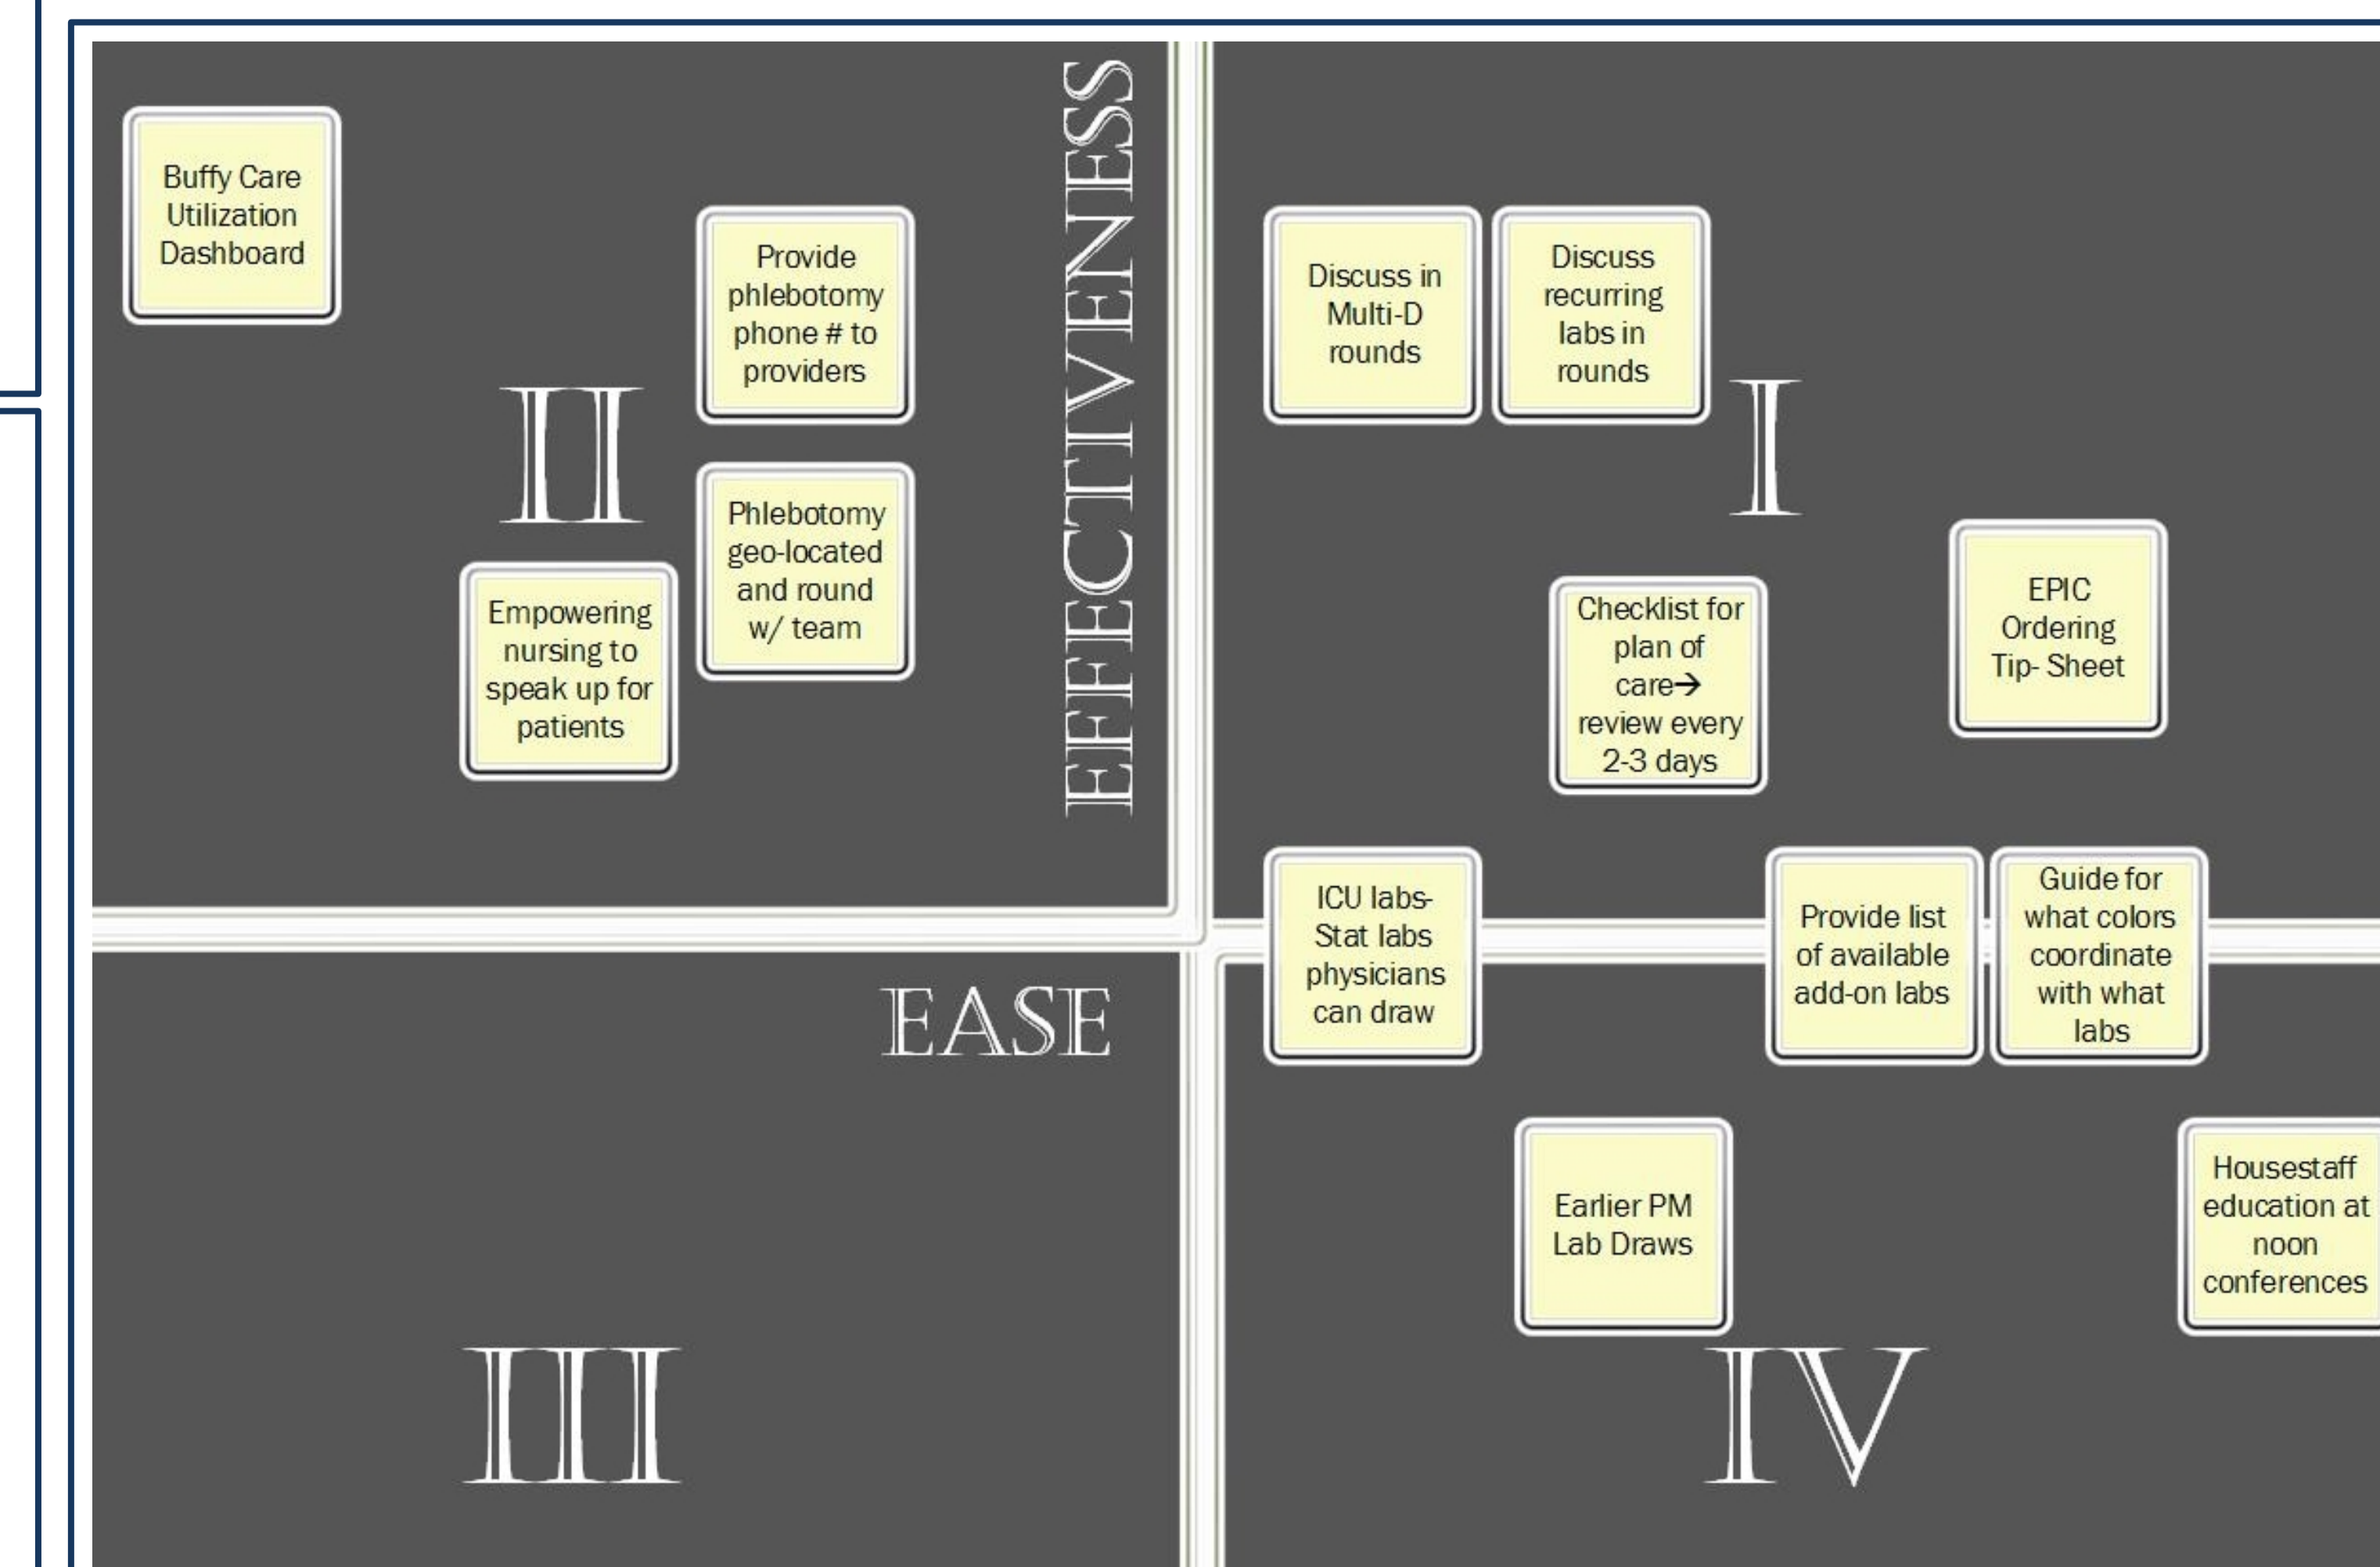 Buffy Care
Utilization
Dashboard
Provide
phlebotomy
phone # to
providers
II
Phlebotomy
geo-located
and round
w/ team
Empowering
nursing to
speak up for
patients
EFFECTIVENESS
Discuss in
Multi-D
rounds
Discuss
recurring
labs in
rounds
I
Checklist for
plan of
care→
review every
2-3 days
EPIC
Ordering
Tip- Sheet
ICU labs-
Stat labs
physicians
can draw
Provide list
of available
add-on labs
Guide for
what colors
coordinate
with what
labs
EASE
Earlier PM
Lab Draws
Housestaff
education at
noon
conferences
III
IV